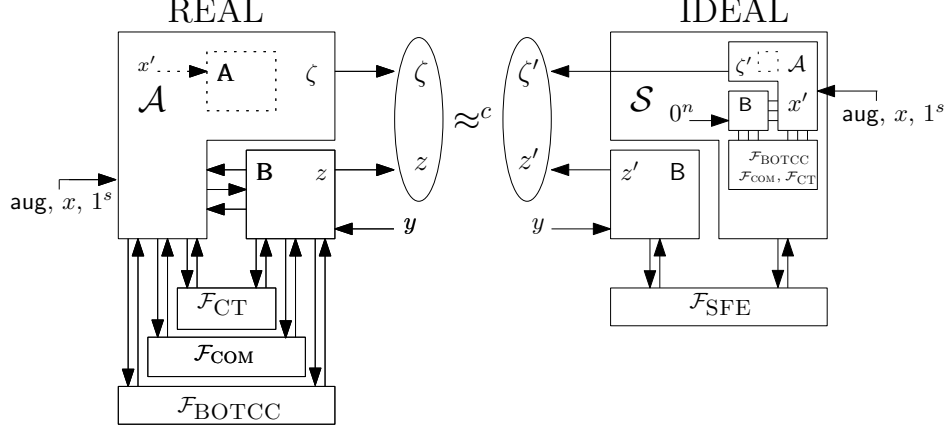 REAL
IDEAL
x′
A
ζ
𝒜
B
z
aug, x, 1^s
y
ℱ_CT
ℱ_COM
ℱ_BOTCC
ζ
z
≈^c
ζ′
z′
y
ζ′
𝒜
𝒮
0^n
B
x′
ℱ_BOTCC
ℱ_COM, ℱ_CT
aug, x, 1^s
z′
B
ℱ_SFE